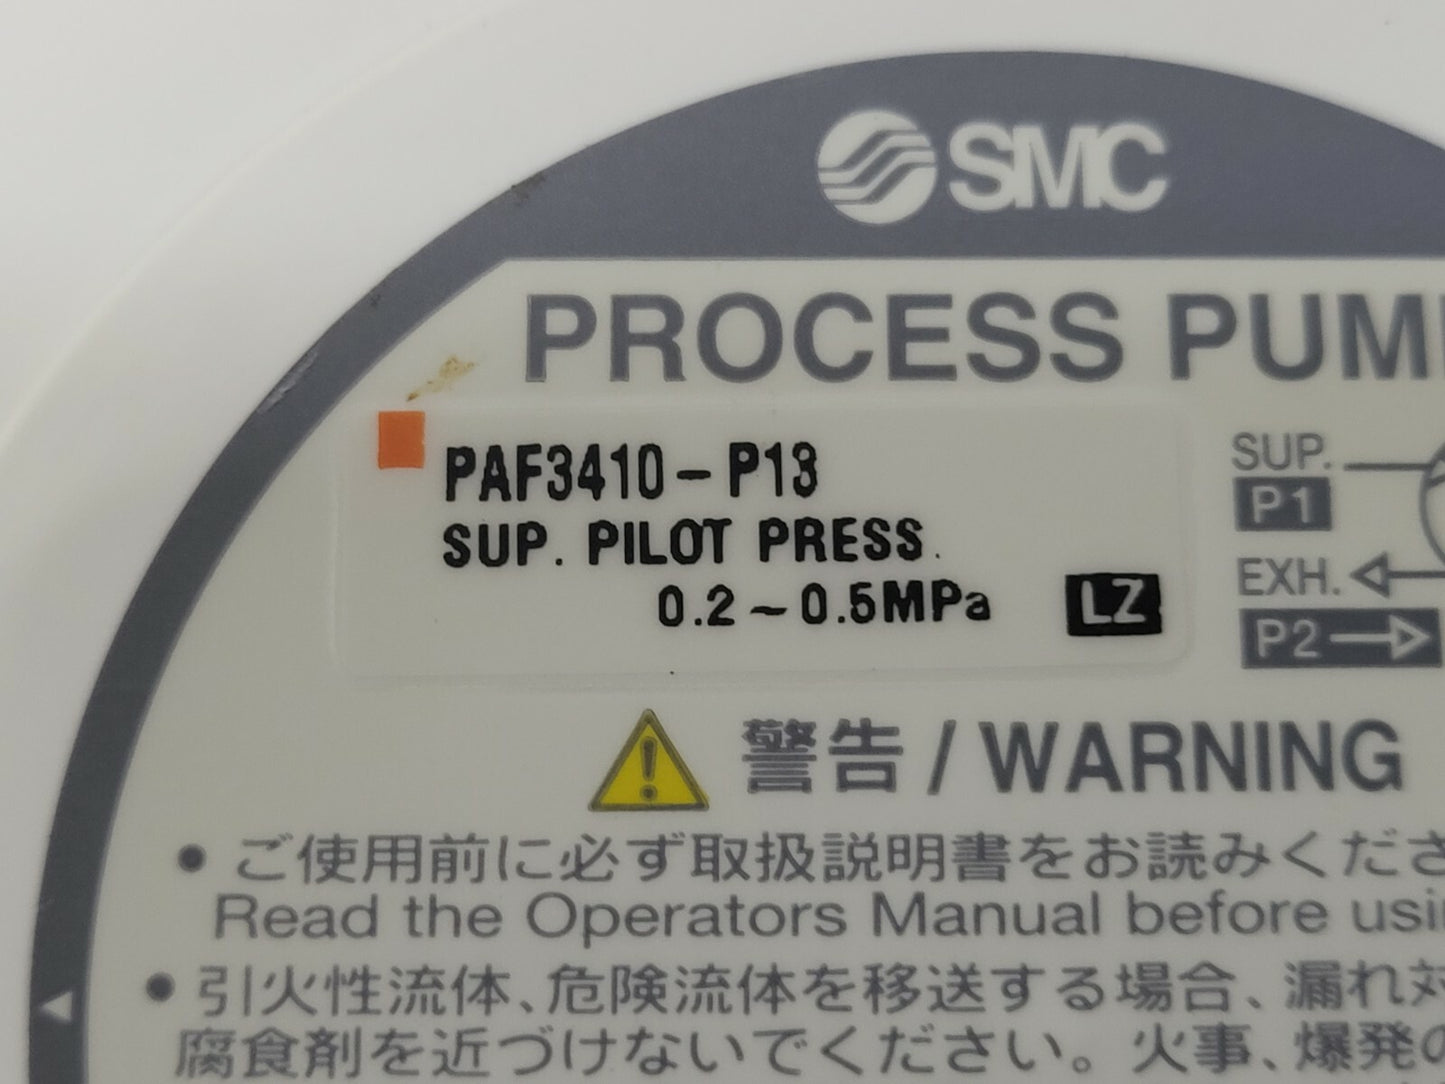 SMC
PROCESS PUM
PAF3410-P13
SUP. PILOT PRESS.
0.2~0.5MPa
LZ
SUP.
P1
EXH.
P2
警告/WARNING
• ご使用前に必ず取扱説明書をお読みくださ
Read the Operators Manual before usi
• 引火性流体、危険流体を移送する場合、漏れ対
腐食剤を近づけないでください。火事、爆発の